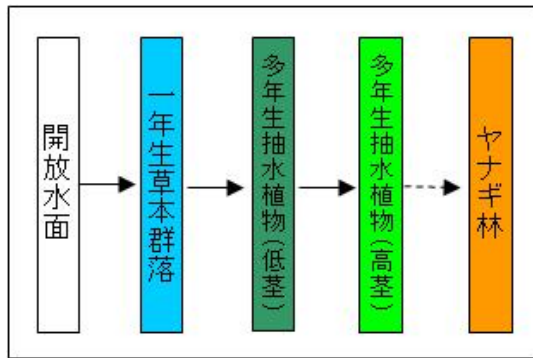 開放水面
一年生草本群落
多年生抽水植物(低茎)
多年生抽水植物(高茎)
ヤナギ林